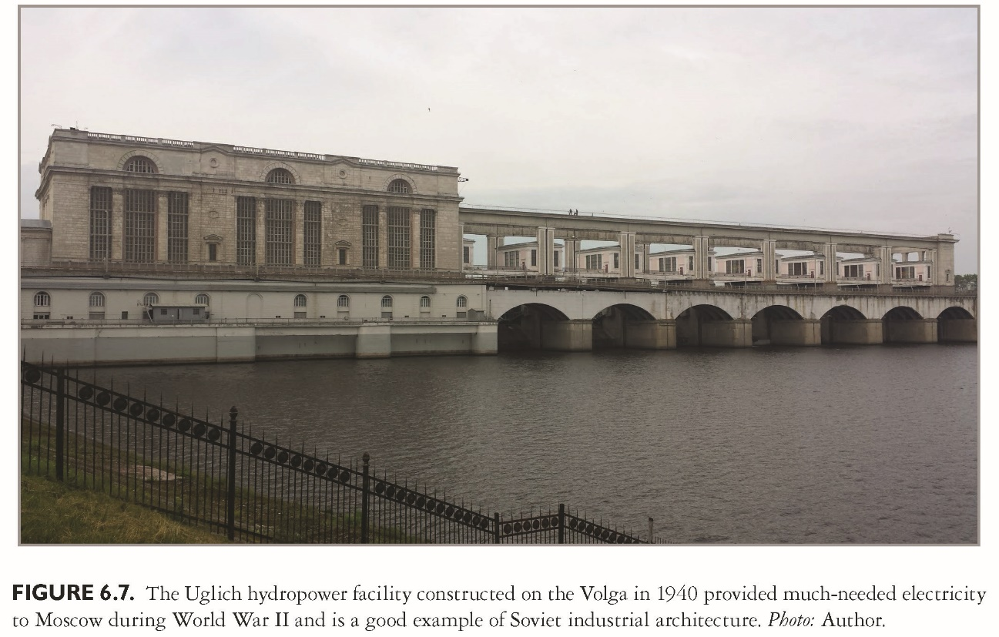 FIGURE 6.7. The Uglich hydropower facility constructed on the Volga in 1940 provided much-needed electricity
to Moscow during World War II and is a good example of Soviet industrial architecture. Photo: Author.